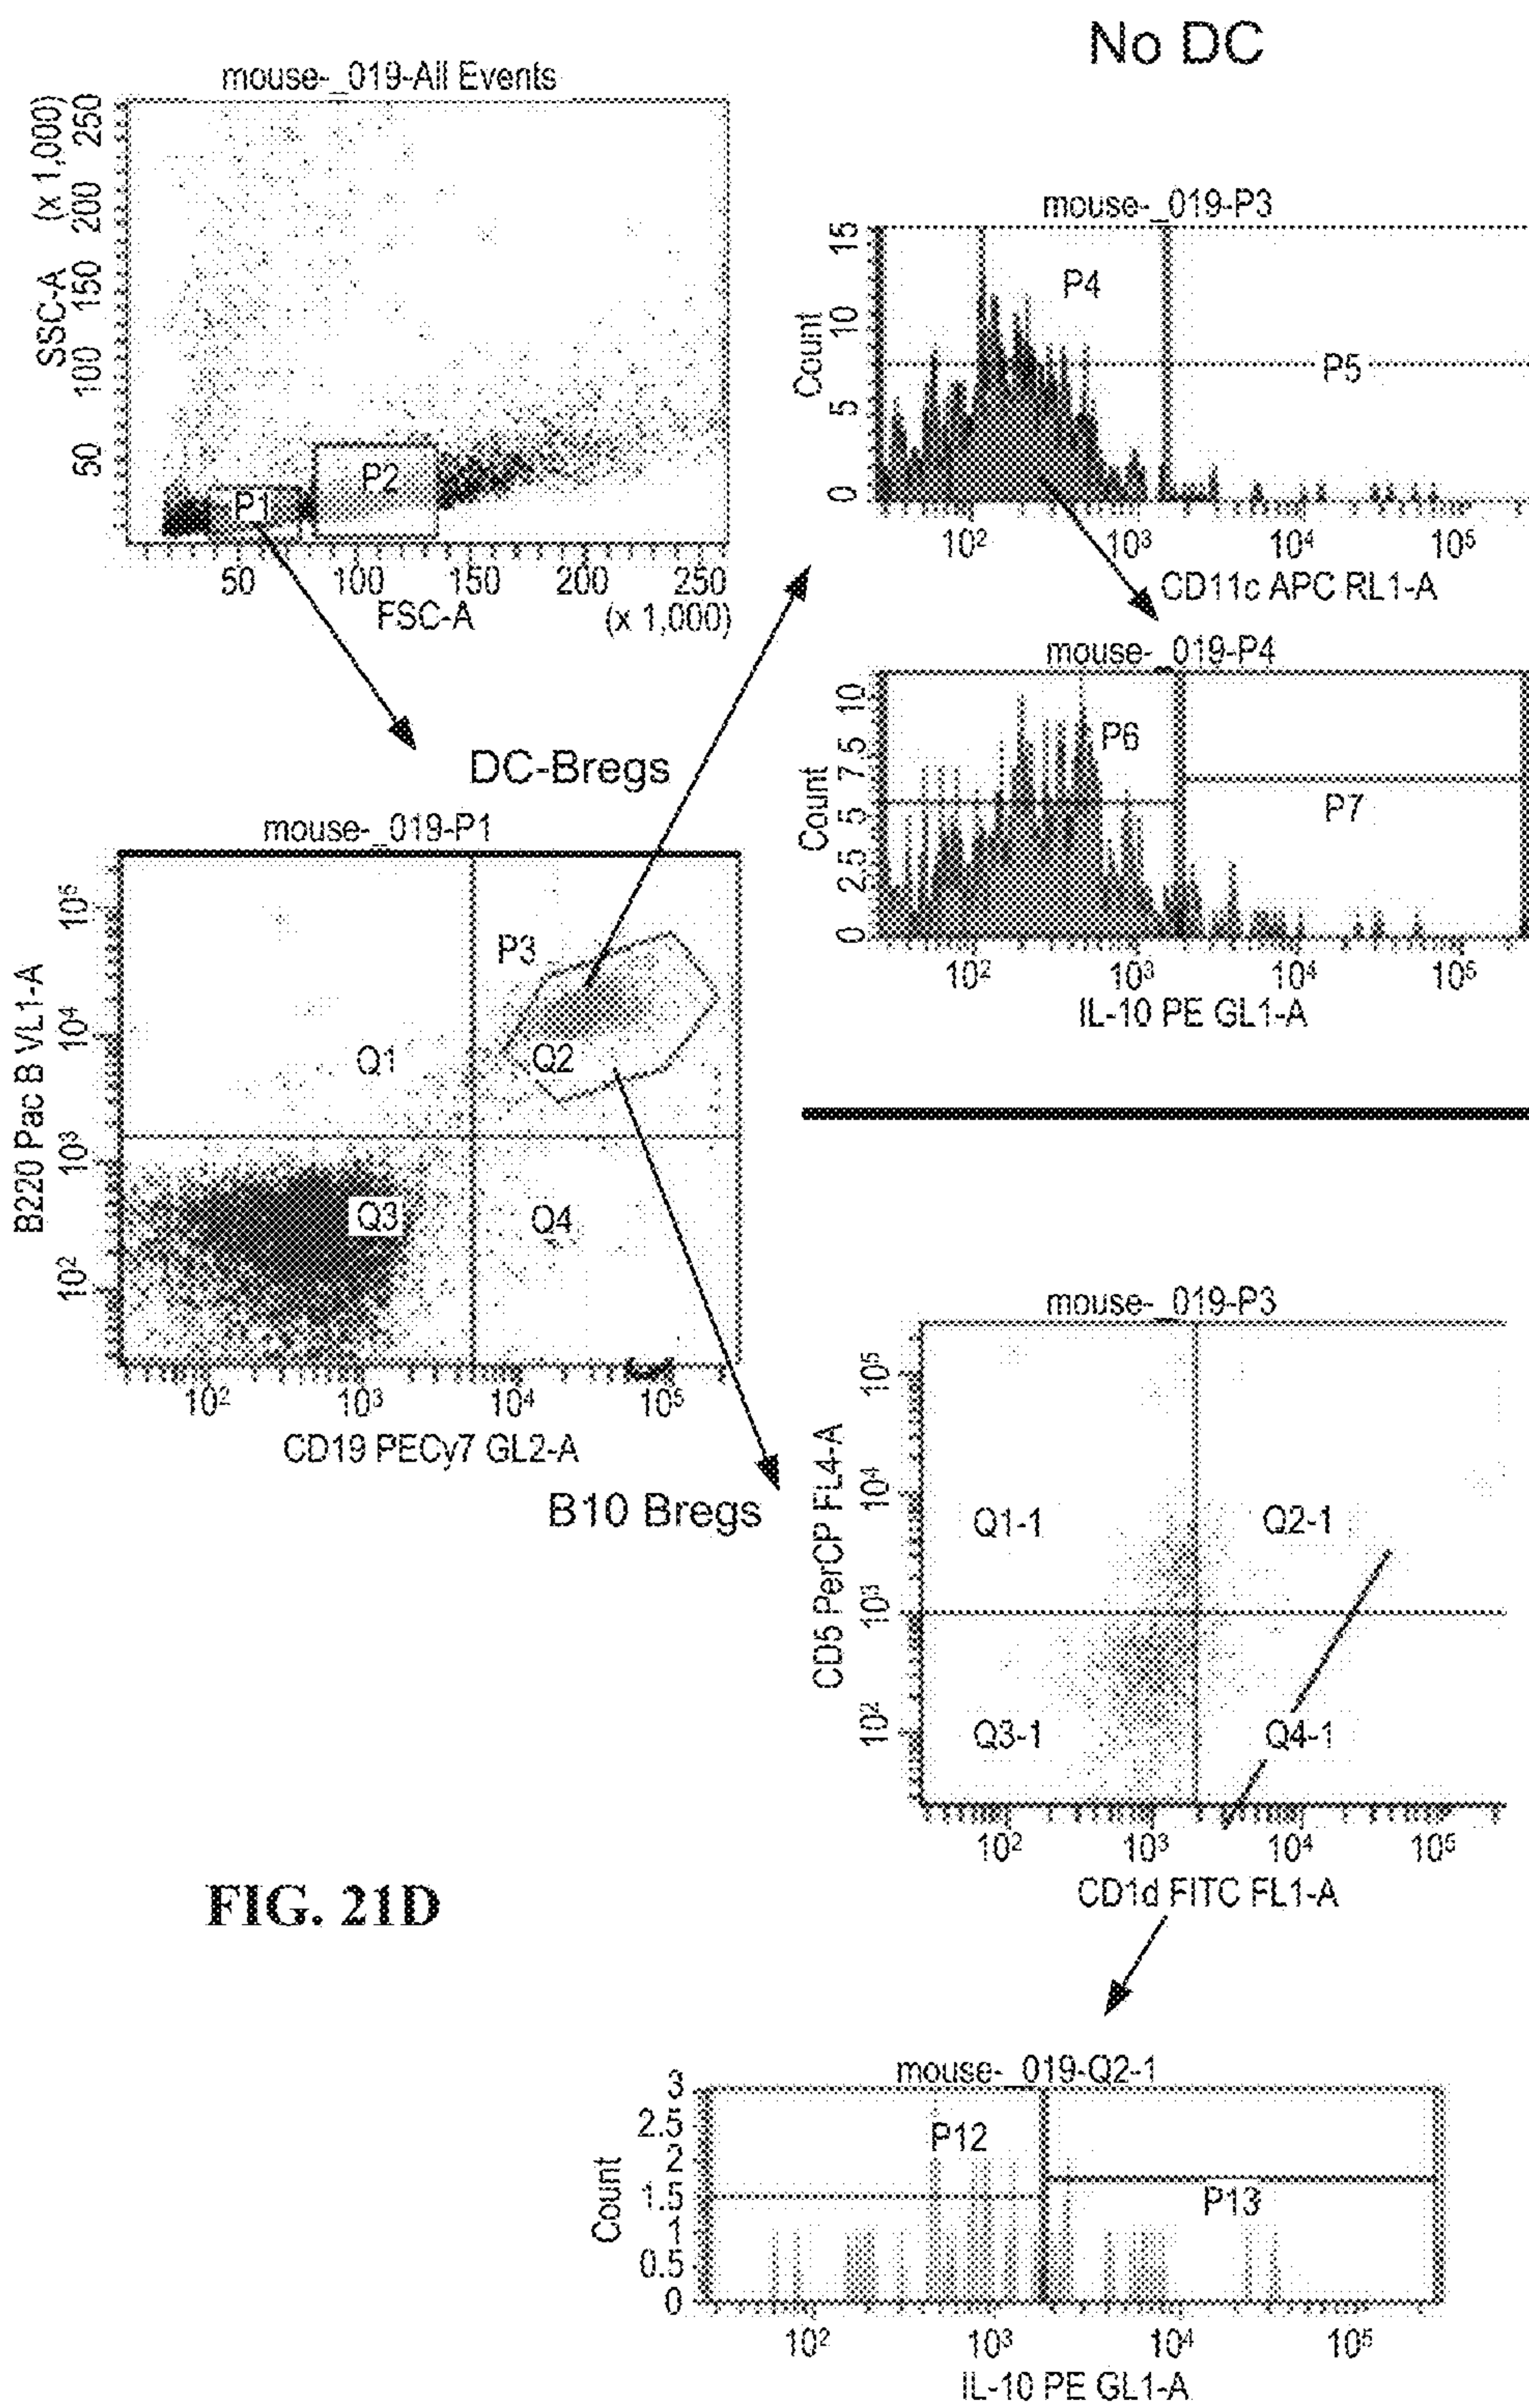 No DC
mouse-_019-All Events
SSC-A (x 1,000)
250
200
150
100
50
P1
P2
50 100 150 200 250
FSC-A (x 1,000)
mouse-_019-P3
Count
15
10
5
0
P4
P5
10² 10³ 10⁴ 10⁵
CD11c APC RL1-A
mouse-_019-P4
Count
10
7.5
5
2.5
0
P6
P7
10² 10³ 10⁴ 10⁵
IL-10 PE GL1-A
DC-Bregs
mouse-_019-P1
B220 Pac B VL1-A
10⁵
10⁴
10³
10²
P3
Q1
Q2
Q3
Q4
10² 10³ 10⁴ 10⁵
CD19 PECy7 GL2-A
B10 Bregs
mouse-_019-P3
CD5 PerCP FL4-A
10⁵
10⁴
10³
10²
Q1-1
Q2-1
Q3-1
Q4-1
10² 10³ 10⁴ 10⁵
CD1d FITC FL1-A
FIG. 21D
mouse-_019-Q2-1
Count
3
2.5
2
1.5
1
0.5
0
P12
P13
10² 10³ 10⁴ 10⁵
IL-10 PE GL1-A